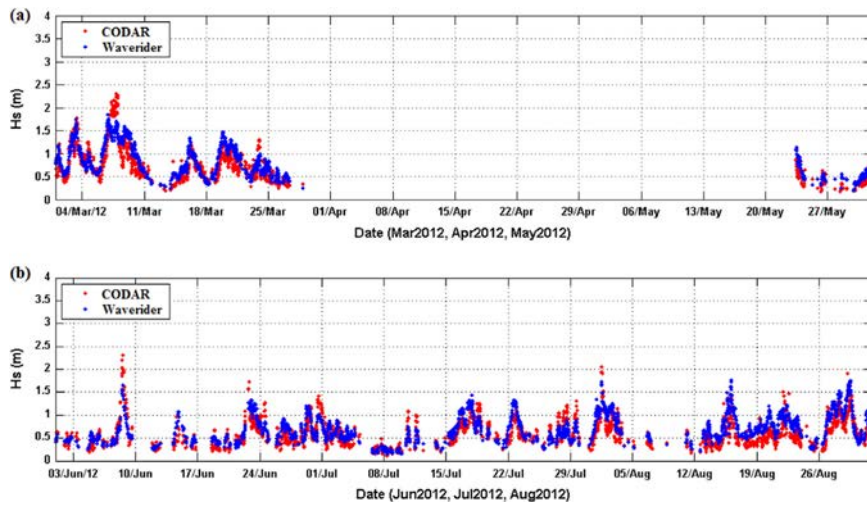 (a)
4
3.5
3
2.5
2
1.5
1
0.5
0
Hs (m)
CODAR
Waverider
04/Mar/12 11/Mar 18/Mar 25/Mar 01/Apr 08/Apr 15/Apr 22/Apr 29/Apr 06/May 13/May 20/May 27/May
Date (Mar2012, Apr2012, May2012)
(b)
4
3.5
3
2.5
2
1.5
1
0.5
0
Hs (m)
CODAR
Waverider
03/Jun/12 10/Jun 17/Jun 24/Jun 01/Jul 08/Jul 15/Jul 22/Jul 29/Jul 05/Aug 12/Aug 19/Aug 26/Aug
Date (Jun2012, Jul2012, Aug2012)